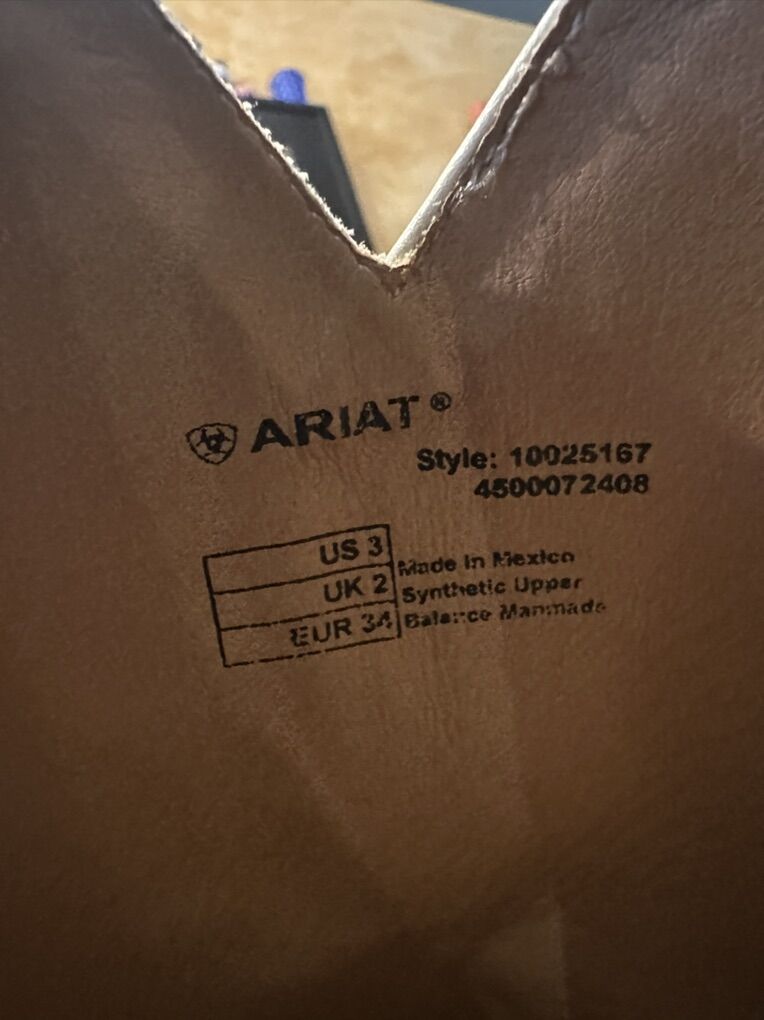 ARIAT®
Style: 10025167
4500072408
US 3
UK 2
EUR 34
Made In Mexico
Synthetic Upper
Balance Manmade